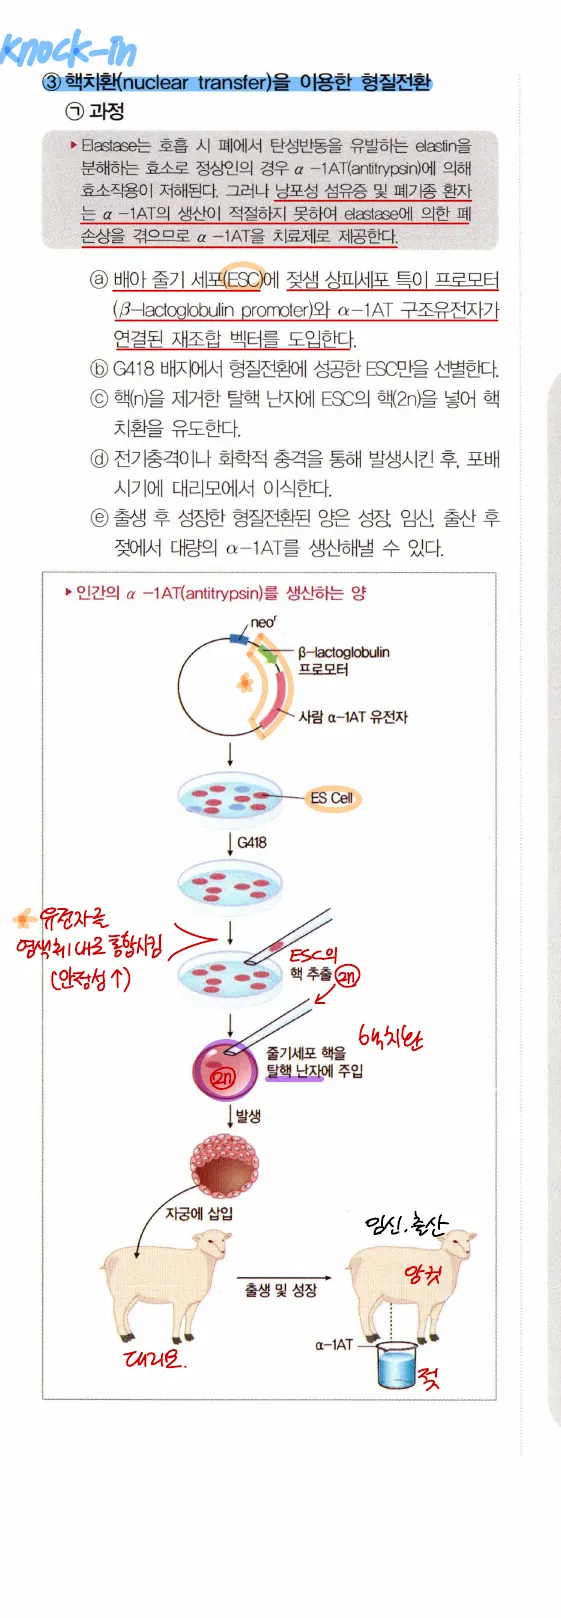 Knock-in
③ 핵치환(nuclear transfer)을 이용한 형질전환
㉠ 과정
▶ Elastase는 호흡 시 폐에서 탄성반동을 유발하는 elastin을
분해하는 효소로 정상인의 경우 α -1AT(antitrypsin)에 의해
효소작용이 저해된다. 그러나 낭포성 섬유증 및 폐기종 환자
는 α -1AT의 생산이 적절하지 못하여 elastase에 의한 폐
손상을 겪으므로 α -1AT을 치료제로 제공한다.
ⓐ 배아 줄기 세포(ESC)에 젖샘 상피세포 특이 프로모터
(β-lactoglobulin promoter)와 α-1AT 구조유전자가
연결된 재조합 벡터를 도입한다.
ⓑ G418 배지에서 형질전환에 성공한 ESC만을 선별한다.
ⓒ 핵(n)을 제거한 탈핵 난자에 ESC의 핵(2n)을 넣어 핵
치환을 유도한다.
ⓓ 전기충격이나 화학적 충격을 통해 발생시킨 후, 포배
시기에 대리모에서 이식한다.
ⓔ 출생 후 성장한 형질전환된 양은 성장, 임신, 출산 후
젖에서 대량의 α-1AT를 생산해낼 수 있다.
▶ 인간의 α -1AT(antitrypsin)를 생산하는 양
neoʳ
β-lactoglobulin
프로모터
사람 α-1AT 유전자
ES Cell
G418
유전자를
염색체 내로 통합시킴
(안정성↑)
ESC의
핵 추출 2n
핵치환
줄기세포 핵을
탈핵 난자에 주입
2n
발생
자궁에 삽입
임신.출산
암컷
출생 및 성장
대리모.
α-1AT
젖